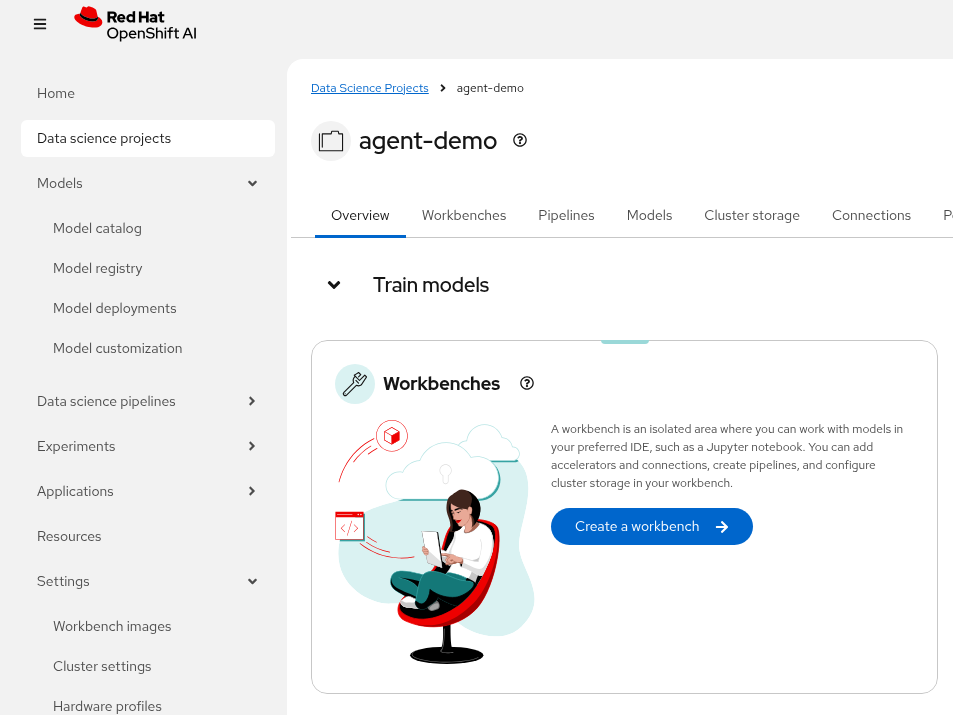 Red Hat
OpenShift AI
Home
Data science projects
Models
Model catalog
Model registry
Model deployments
Model customization
Data science pipelines
Experiments
Applications
Resources
Settings
Workbench images
Cluster settings
Hardware profiles
Data Science Projects > agent-demo
agent-demo
Overview Workbenches Pipelines Models Cluster storage Connections
Train models
Workbenches
A workbench is an isolated area where you can work with models in
your preferred IDE, such as a Jupyter notebook. You can add
accelerators and connections, create pipelines, and configure
cluster storage in your workbench.
Create a workbench